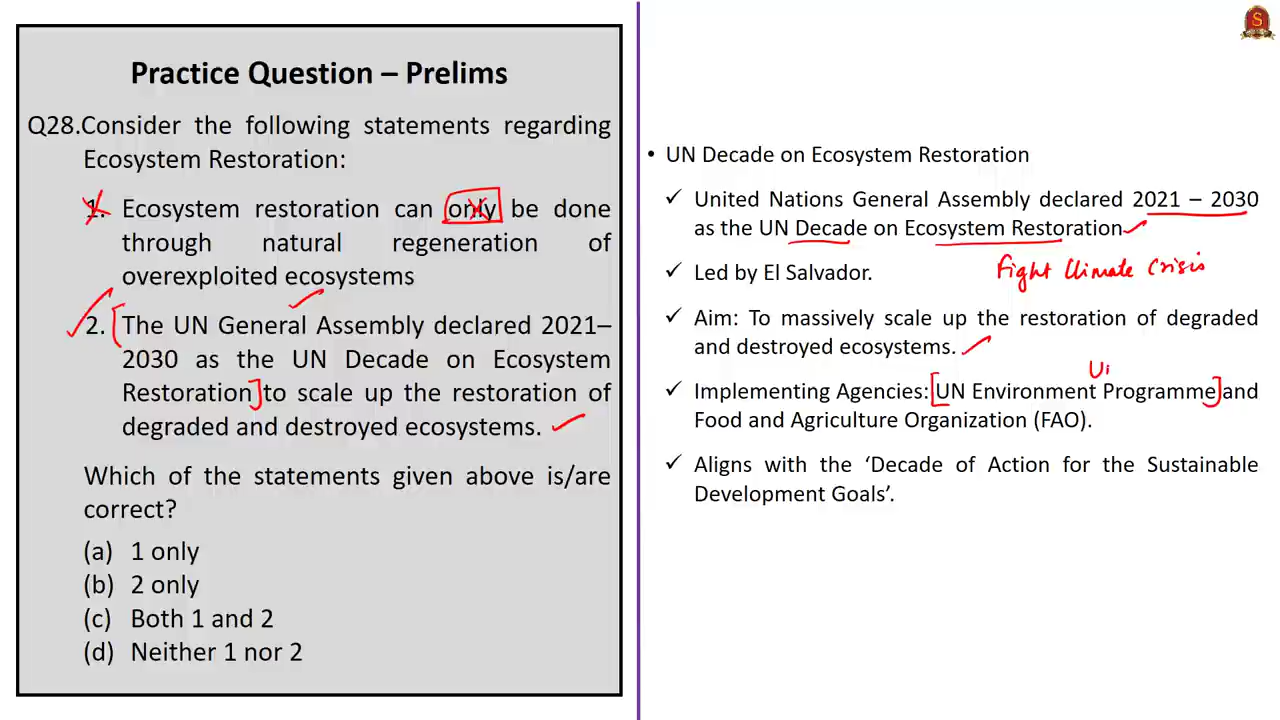 Practice Question – Prelims
Q28.Consider the following statements regarding
Ecosystem Restoration:
1. Ecosystem restoration can only be done
through natural regeneration of
overexploited ecosystems
2. The UN General Assembly declared 2021–
2030 as the UN Decade on Ecosystem
Restoration to scale up the restoration of
degraded and destroyed ecosystems.
Which of the statements given above is/are
correct?
(a) 1 only
(b) 2 only
(c) Both 1 and 2
(d) Neither 1 nor 2
S
• UN Decade on Ecosystem Restoration
✓ United Nations General Assembly declared 2021 – 2030
as the UN Decade on Ecosystem Restoration
✓ Led by El Salvador.
Fight Climate Crisis
✓ Aim: To massively scale up the restoration of degraded
and destroyed ecosystems.
✓ Implementing Agencies: UN Environment Programme and
Food and Agriculture Organization (FAO).
✓ Aligns with the ‘Decade of Action for the Sustainable
Development Goals’.